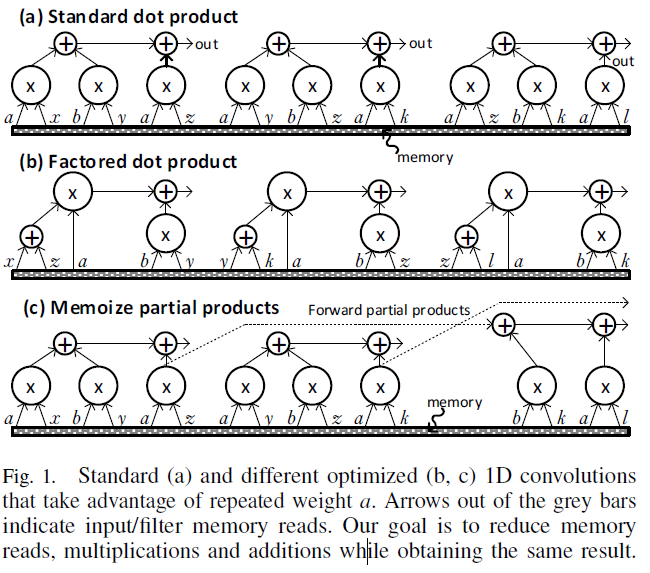 (a) Standard dot product
+ + out + + out + +
x x x x x x x x x out
a x b y a z a y b z a k a z b k a l
memory
(b) Factored dot product
x + x + x +
+ x + x + x
x z a b y y k a b z z l a b k
(c) Memoize partial products
Forward partial products
+ + + + + +
x x x x x x x x
a x b y a z a y b z a k memory b k a l
Fig. 1. Standard (a) and different optimized (b, c) 1D convolutions
that take advantage of repeated weight a. Arrows out of the grey bars
indicate input/filter memory reads. Our goal is to reduce memory
reads, multiplications and additions while obtaining the same result.